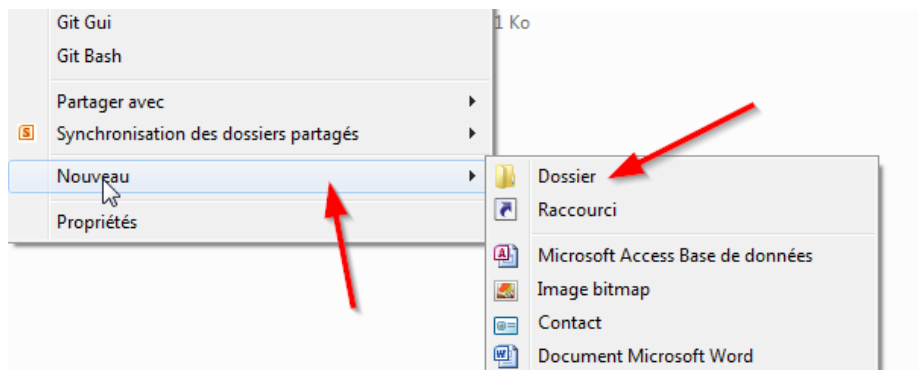 Git Gui
1 Ko
Git Bash
Partager avec
Synchronisation des dossiers partagés
Nouveau
Propriétés
Dossier
Raccourci
Microsoft Access Base de données
Image bitmap
Contact
Document Microsoft Word